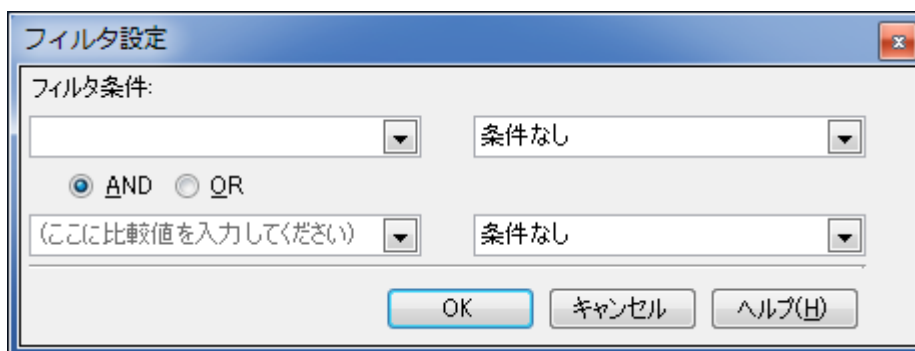 フィルタ設定
フィルタ条件:
条件なし
AND OR
(ここに比較値を入力してください) 条件なし
OK キャンセル ヘルプ(H)